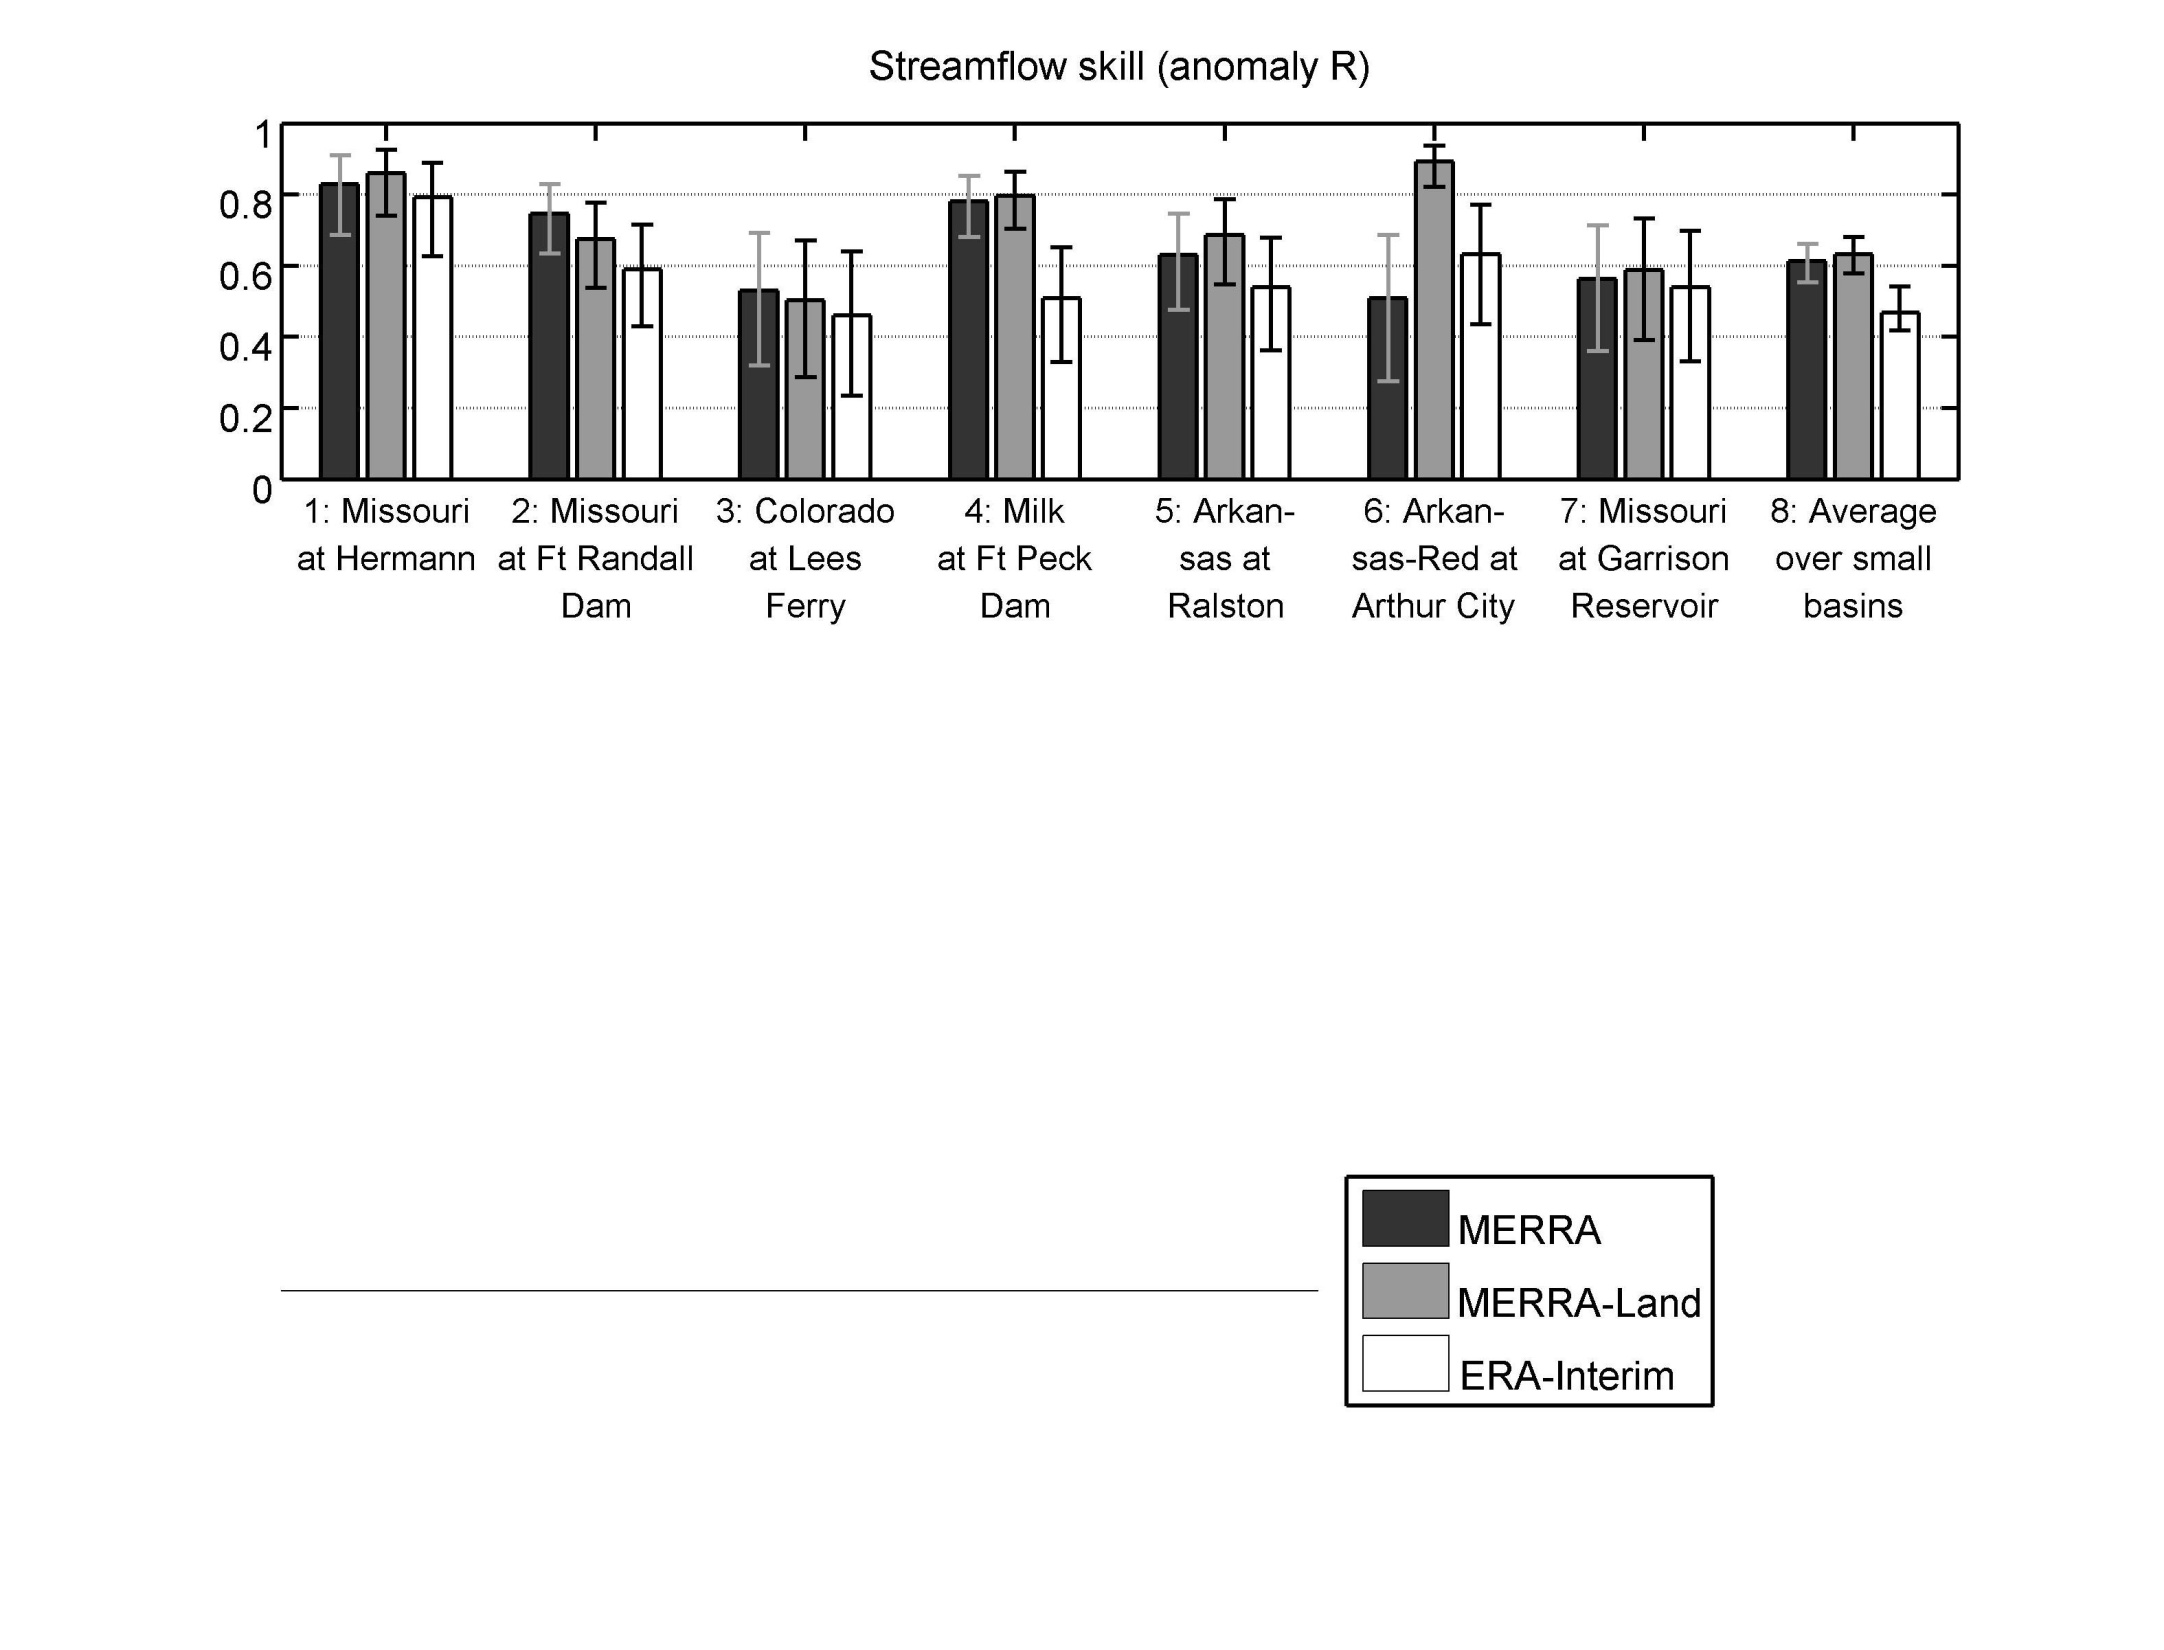 Streamflow skill (anomaly R)
1
0.8
0.6
0.4
0.2
0
1: Missouri
at Hermann
2: Missouri
at Ft Randall
Dam
3: Colorado
at Lees
Ferry
4: Milk
at Ft Peck
Dam
5: Arkan-
sas at
Ralston
6: Arkan-
sas-Red at
Arthur City
7: Missouri
at Garrison
Reservoir
8: Average
over small
basins
MERRA
MERRA-Land
ERA-Interim